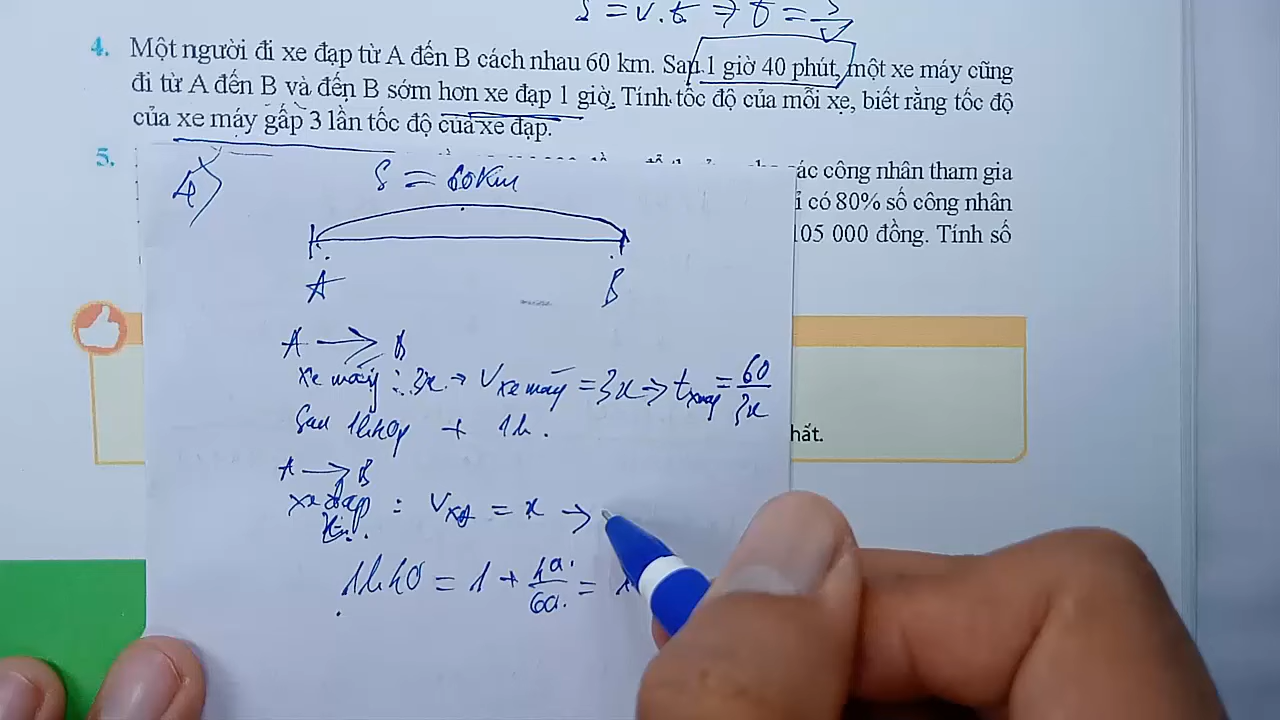 S = v.t ⇒ t = S/v
4. Một người đi xe đạp từ A đến B cách nhau 60 km. Sau 1 giờ 40 phút, một xe máy cũng
đi từ A đến B và đến B sớm hơn xe đạp 1 giờ. Tính tốc độ của mỗi xe, biết rằng tốc độ
của xe máy gấp 3 lần tốc độ của xe đạp.
5.
các công nhân tham gia
có 80% số công nhân
105 000 đồng. Tính số
4)
S = 60Km
A B
A → B
xe máy : 3x → V xe máy = 3x → t xmáy = 60/3x
Sau 1h40p + 1h.
A → B
xe đạp : V xđ = x →
x
1h40 = 1 + 40/60 =
hất.